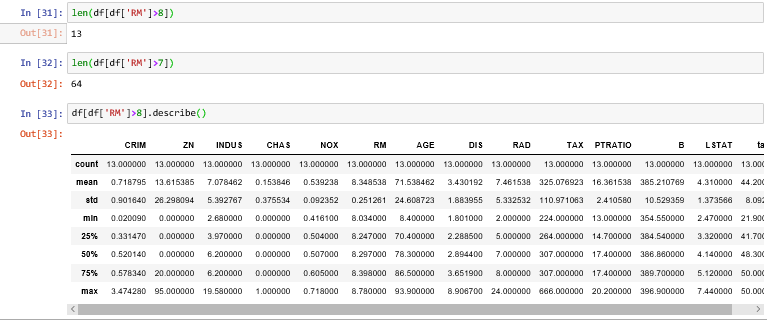 In [31]: len(df[df['RM']>8])
Out[31]: 13
In [32]: len(df[df['RM']>7])
Out[32]: 64
In [33]: df[df['RM']>8].describe()
Out[33]:
CRIM ZN INDUS CHAS NOX RM AGE DIS RAD TAX PTRATIO B LSTAT ta
count 13.000000 13.000000 13.000000 13.000000 13.000000 13.000000 13.000000 13.000000 13.000000 13.000000 13.000000 13.000000 13.000000 13.000
mean 0.718795 13.615385 7.078462 0.153846 0.539238 8.348538 71.538462 3.430192 7.461538 325.076923 16.361538 385.210769 4.310000 44.200
std 0.901640 26.298094 5.392767 0.375534 0.092352 0.251261 24.608723 1.883955 5.332532 110.971063 2.410580 10.529359 1.373566 8.092
min 0.020090 0.000000 2.680000 0.000000 0.416100 8.034000 8.400000 1.801000 2.000000 224.000000 13.000000 354.550000 2.470000 21.900
25% 0.331470 0.000000 3.970000 0.000000 0.504000 8.247000 70.400000 2.288500 5.000000 264.000000 14.700000 384.540000 3.320000 41.700
50% 0.520140 0.000000 6.200000 0.000000 0.507000 8.297000 78.300000 2.894400 7.000000 307.000000 17.400000 386.860000 4.140000 48.300
75% 0.578340 20.000000 6.200000 0.000000 0.605000 8.398000 86.500000 3.651900 8.000000 307.000000 17.400000 389.700000 5.120000 50.000
max 3.474280 95.000000 19.580000 1.000000 0.718000 8.780000 93.900000 8.906700 24.000000 666.000000 20.200000 396.900000 7.440000 50.000